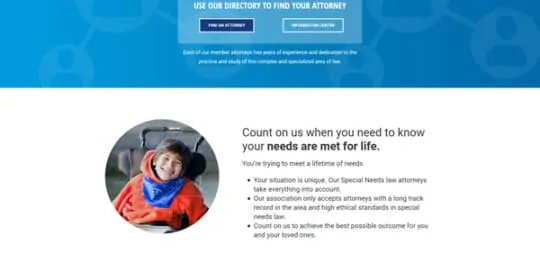 USE OUR DIRECTORY TO FIND YOUR ATTORNEY
FIND AN ATTORNEY
INFORMATION CENTER
Each of our member attorneys has years of experience and dedication to the
practice and study of this complex and specialized area of law.
Count on us when you need to know
your needs are met for life.
You're trying to meet a lifetime of needs.
Your situation is unique. Our Special Needs law attorneys
take everything into account.
Our association only accepts attorneys with a long track
record in the area and high ethical standards in special
needs law.
Count on us to achieve the best possible outcome for you
and your loved ones.